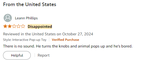 From the United States
Leann Phillips
Disappointed
Reviewed in the United States on October 27, 2024
Style: Interactive Pop-up Toy Verified Purchase
There is no sound. He turns the knobs and animal pops up and he's bored.
Helpful
Report